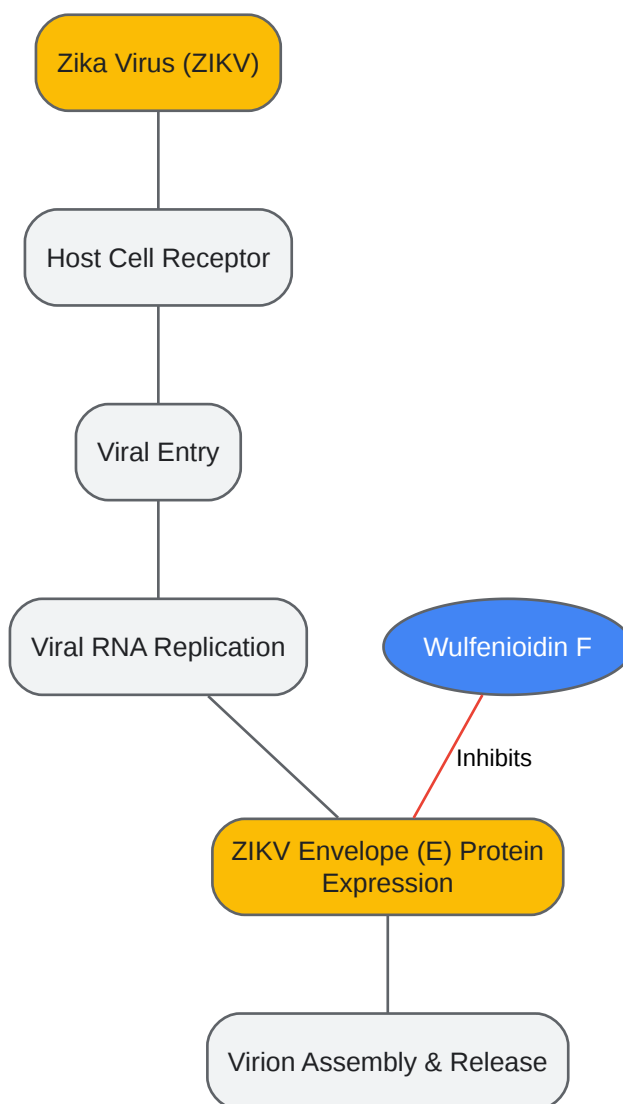 Zika Virus (ZIKV)
Host Cell Receptor
Viral Entry
Viral RNA Replication
Wulfenioidin F
Inhibits
ZIKV Envelope (E) Protein
Expression
Virion Assembly & Release